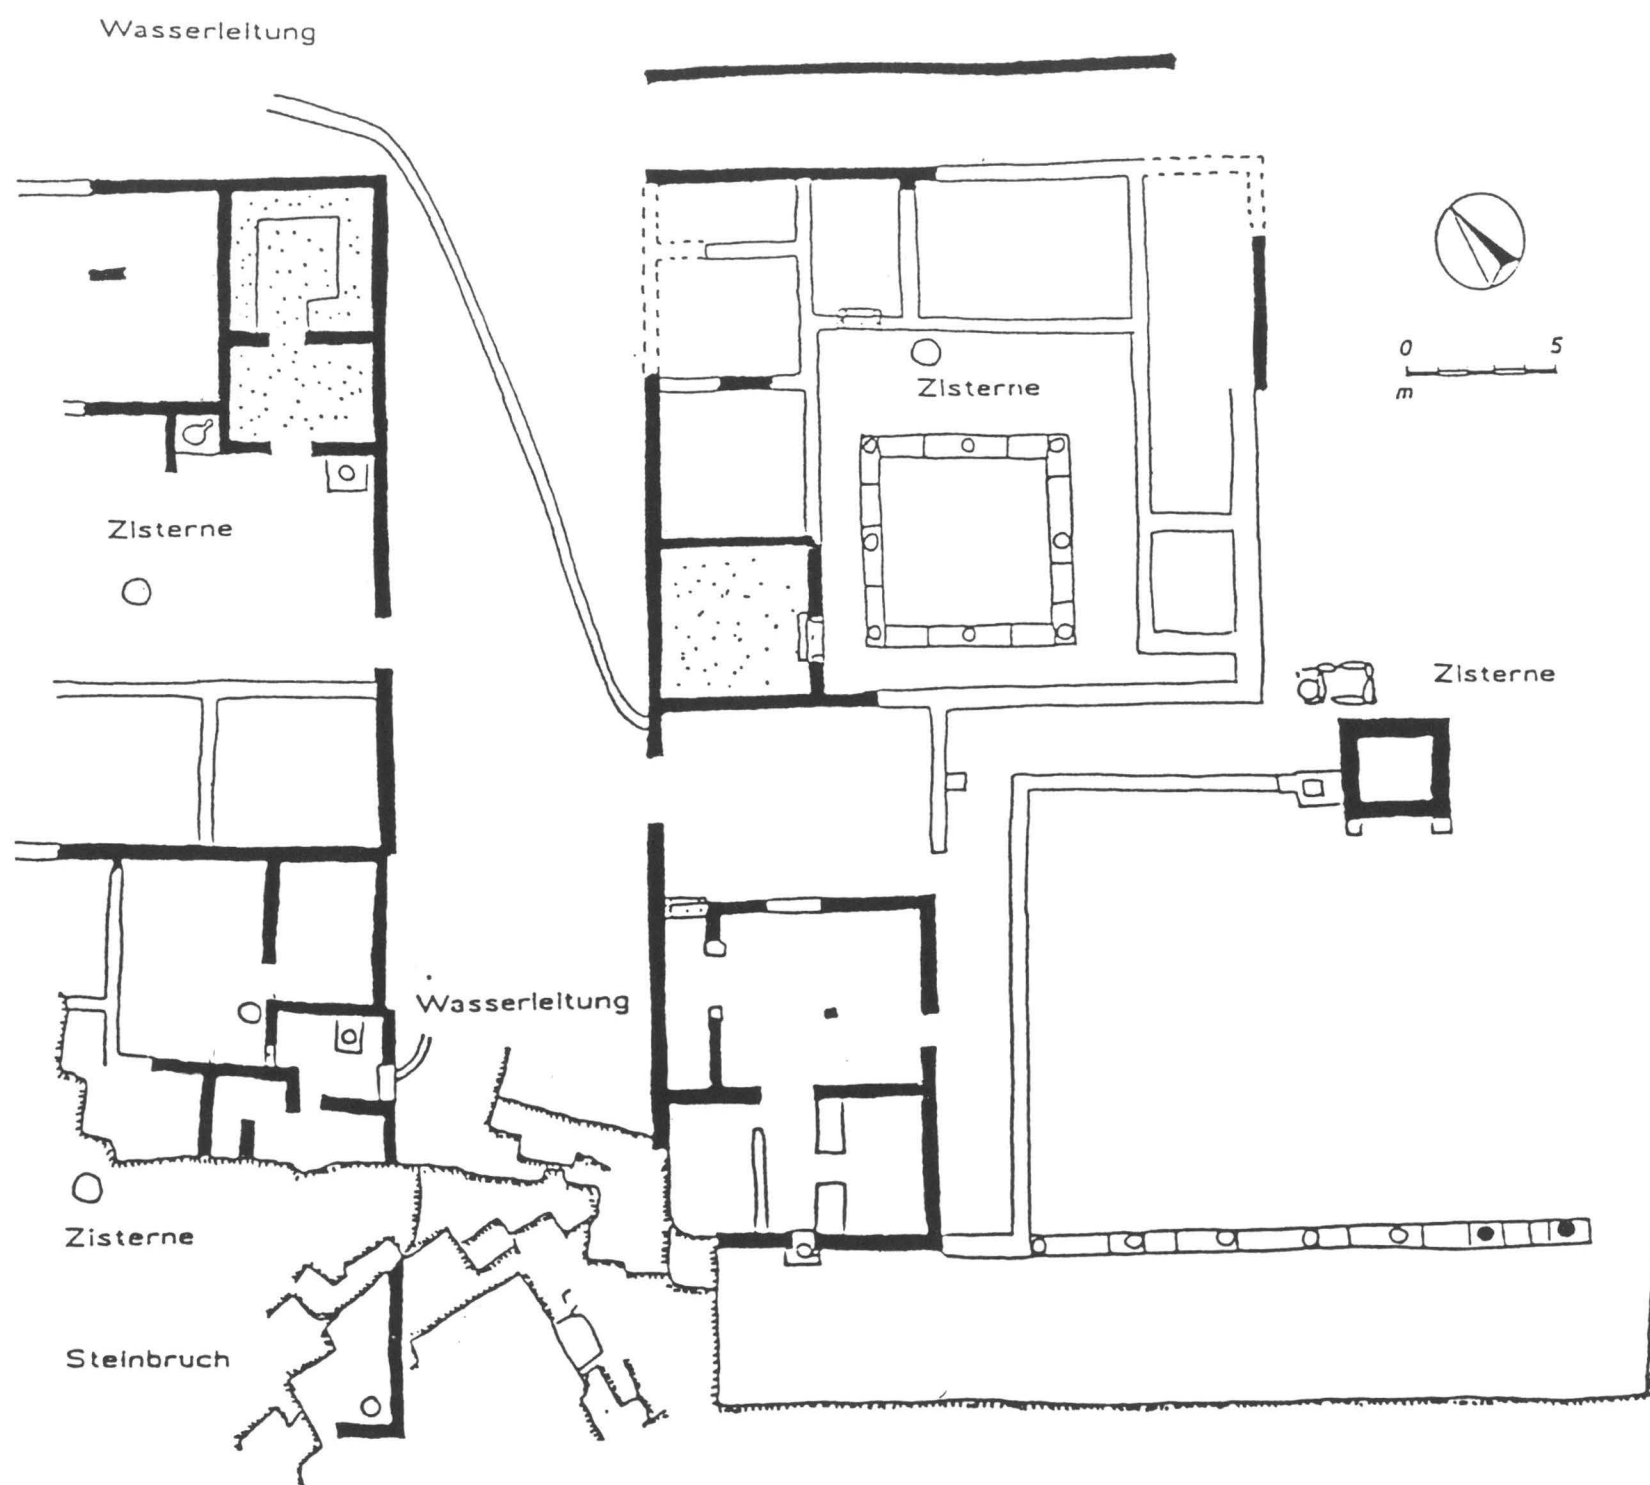 Wasserleitung
0 5
m
Zisterne
Zisterne
Zisterne
Wasserleitung
Zisterne
Steinbruch